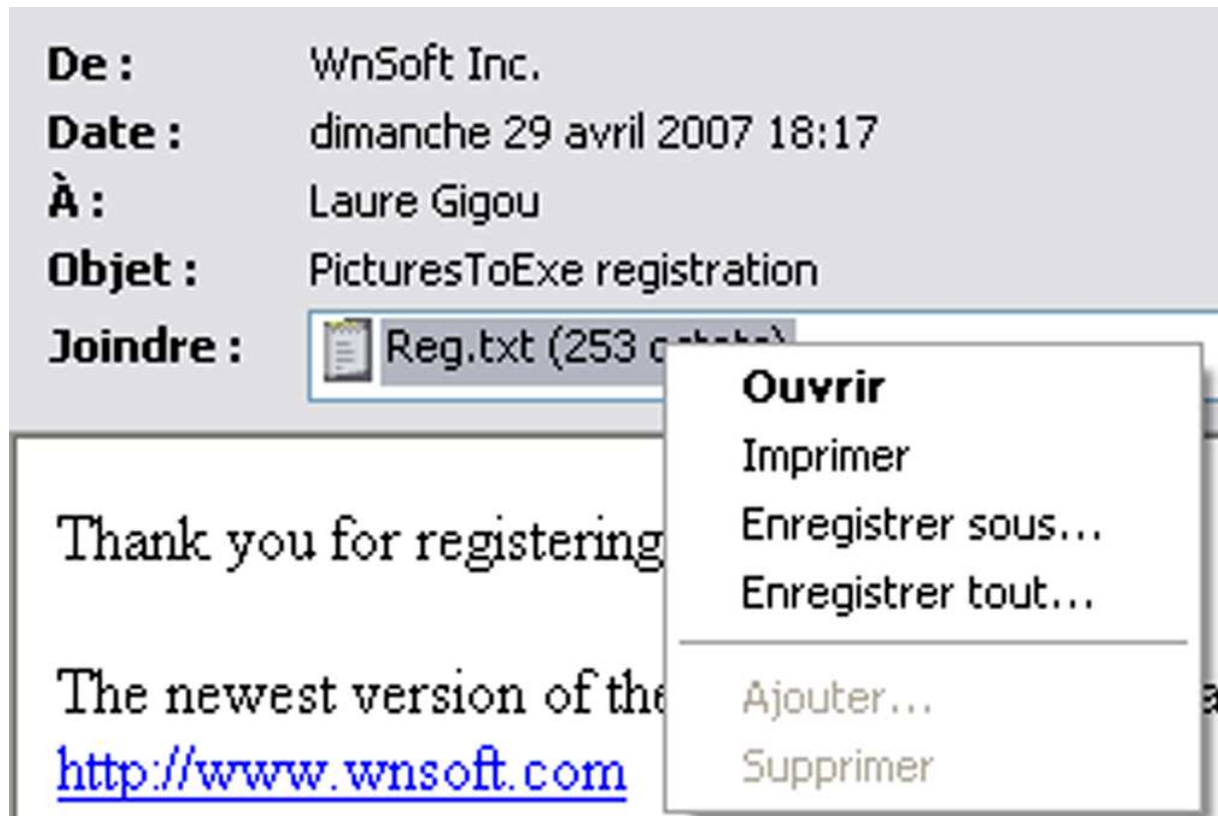 De : WnSoft Inc.
Date : dimanche 29 avril 2007 18:17
À : Laure Gigou
Objet : PicturesToExe registration
Joindre : Reg.txt (253
Ouvrir
Imprimer
Enregistrer sous...
Enregistrer tout...
Ajouter...
Supprimer
Thank you for registering
The newest version of the
http://www.wnsoft.com